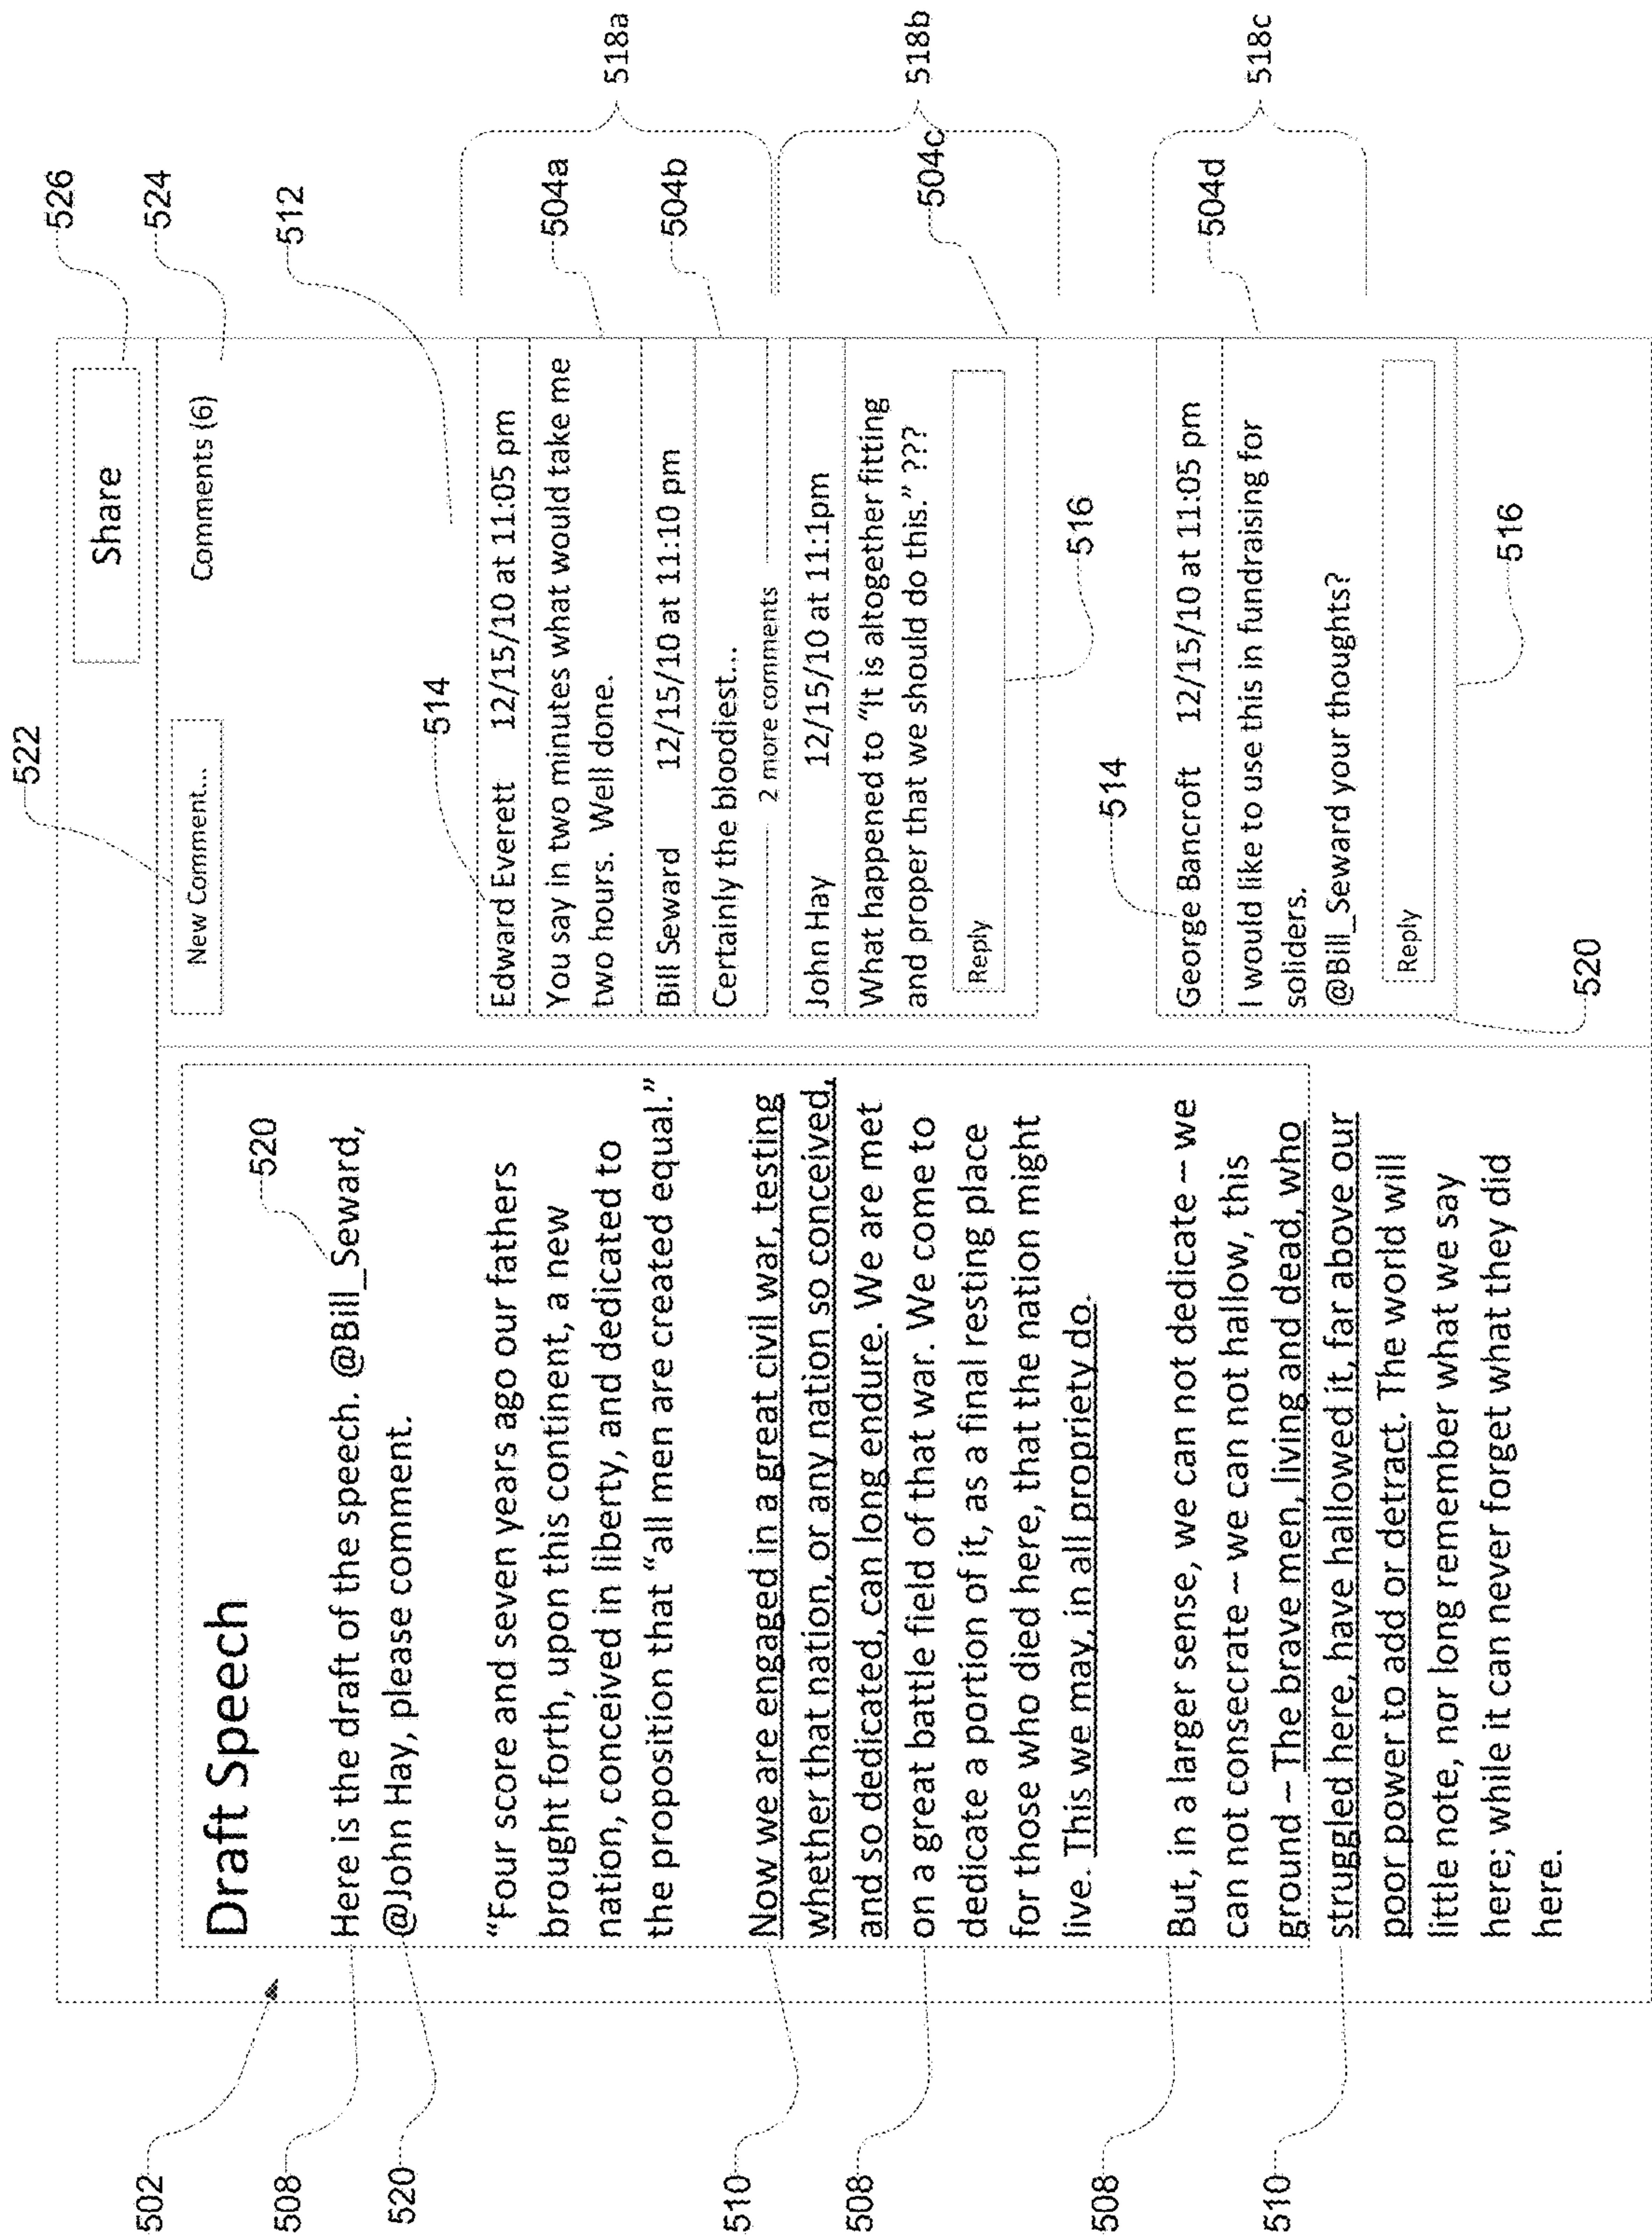 522
526
524
512
Share
New Comment...
Comments (6)
502
508
520
510
508
508
510
Draft Speech
520
Here is the draft of the speech. @Bill_Seward,
@John Hay, please comment.
“Four score and seven years ago our fathers
brought forth, upon this continent, a new
nation, conceived in liberty, and dedicated to
the proposition that “all men are created equal.”
Now we are engaged in a great civil war, testing
whether that nation, or any nation so conceived,
and so dedicated, can long endure. We are met
on a great battle field of that war. We come to
dedicate a portion of it, as a final resting place
for those who died here, that the nation might
live. This we may, in all propriety do.
But, in a larger sense, we can not dedicate – we
can not consecrate – we can not hallow, this
ground – The brave men, living and dead, who
struggled here, have hallowed it, far above our
poor power to add or detract. The world will
little note, nor long remember what we say
here; while it can never forget what they did
here.
514
Edward Everett 12/15/10 at 11:05 pm
You say in two minutes what would take me
two hours. Well done.
Bill Seward 12/15/10 at 11:10 pm
Certainly the bloodiest...
2 more comments
John Hay 12/15/10 at 11:1pm
What happened to “It is altogether fitting
and proper that we should do this.” ???
Reply
516
514
George Bancroft 12/15/10 at 11:05 pm
I would like to use this in fundraising for
soliders.
@Bill_Seward your thoughts?
Reply
520
516
504a
518a
504b
518b
504c
504d
518c